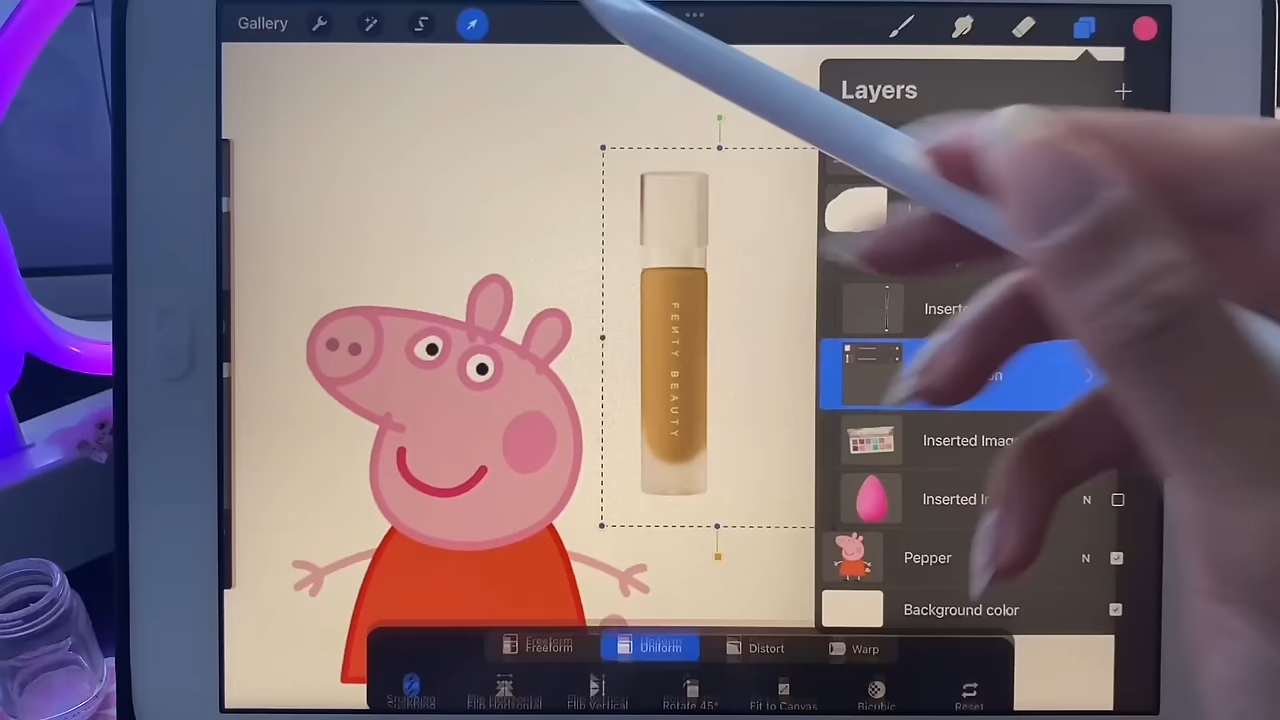 Gallery
Layers
FENTY BEAUTY
Inserted Imag
Inserted I
N
Pepper
N
Background color
Freeform
Uniform
Distort
Warp
Snapping
Flip Horizontal
Flip Vertical
Rotate 45°
Fit to Canvas
Bicubic
Reset